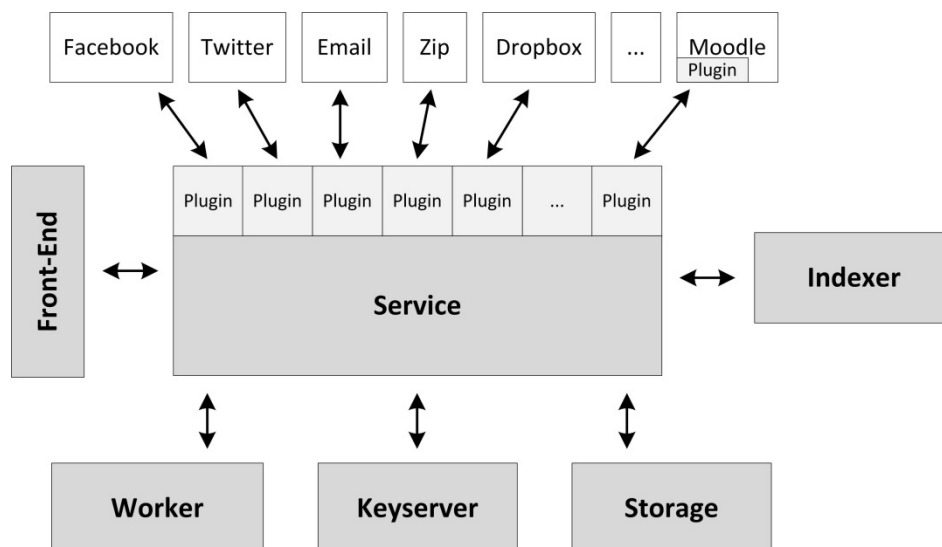 Facebook
Twitter
Email
Zip
Dropbox
...
Moodle
Plugin
Plugin
Plugin
Plugin
Plugin
Plugin
...
Plugin
Front-End
Service
Indexer
Worker
Keyserver
Storage